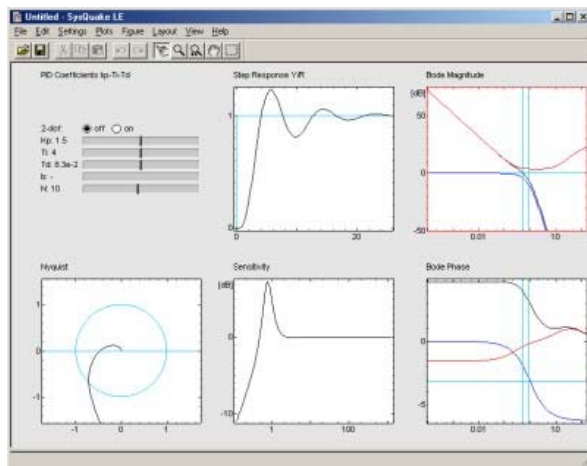 Untitled - SysQuake LE
File Edit Settings Plots Figure Layout View Help
PID Coefficients kp-Ti-Td
2-dof: off on
Kp: 1.5
Ti: 4
Td: 8.3e-2
N: 10
Step Response Y/R
1
0
0 20
Bode Magnitude
[dB]
50
0
-50
0.01 10
Nyquist
1
0
-1
-1 0 1
Sensitivity
[dB]
0
-10
1 100
Bode Phase
0
-5
0.01 10